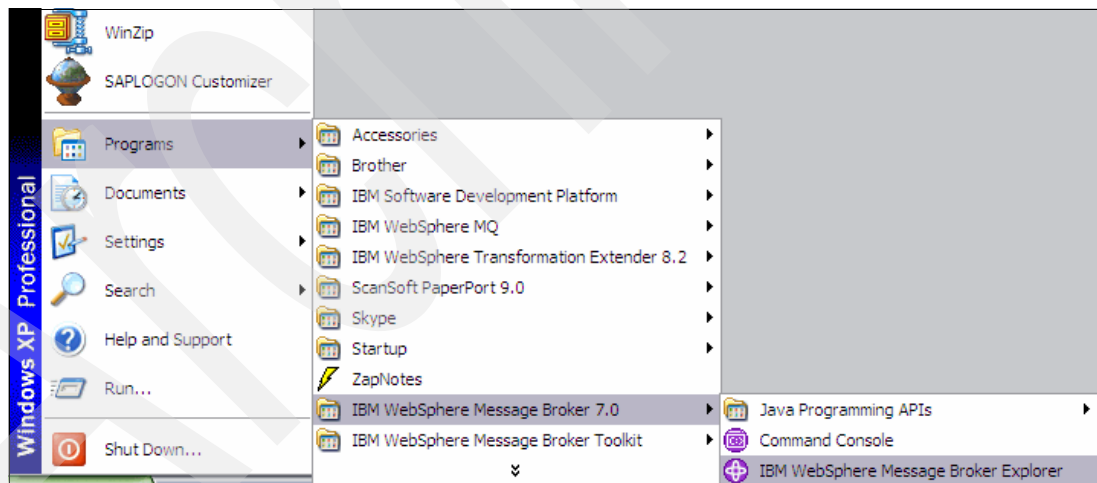 WinZip
SAPLOGON Customizer
Programs
Documents
Settings
Search
Help and Support
Run...
Shut Down...
Windows XP Professional
Accessories
Brother
IBM Software Development Platform
IBM WebSphere MQ
IBM WebSphere Transformation Extender 8.2
ScanSoft PaperPort 9.0
Skype
Startup
ZapNotes
IBM WebSphere Message Broker 7.0
IBM WebSphere Message Broker Toolkit
Java Programming APIs
Command Console
IBM WebSphere Message Broker Explorer